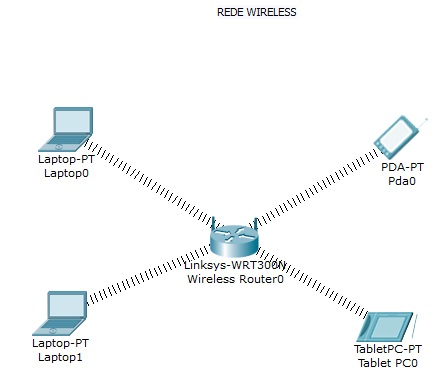 REDE WIRELESS
Laptop-PT
Laptop0
PDA-PT
Pda0
Linksys-WRT300N
Wireless Router0
Laptop-PT
Laptop1
TabletPC-PT
Tablet PC0